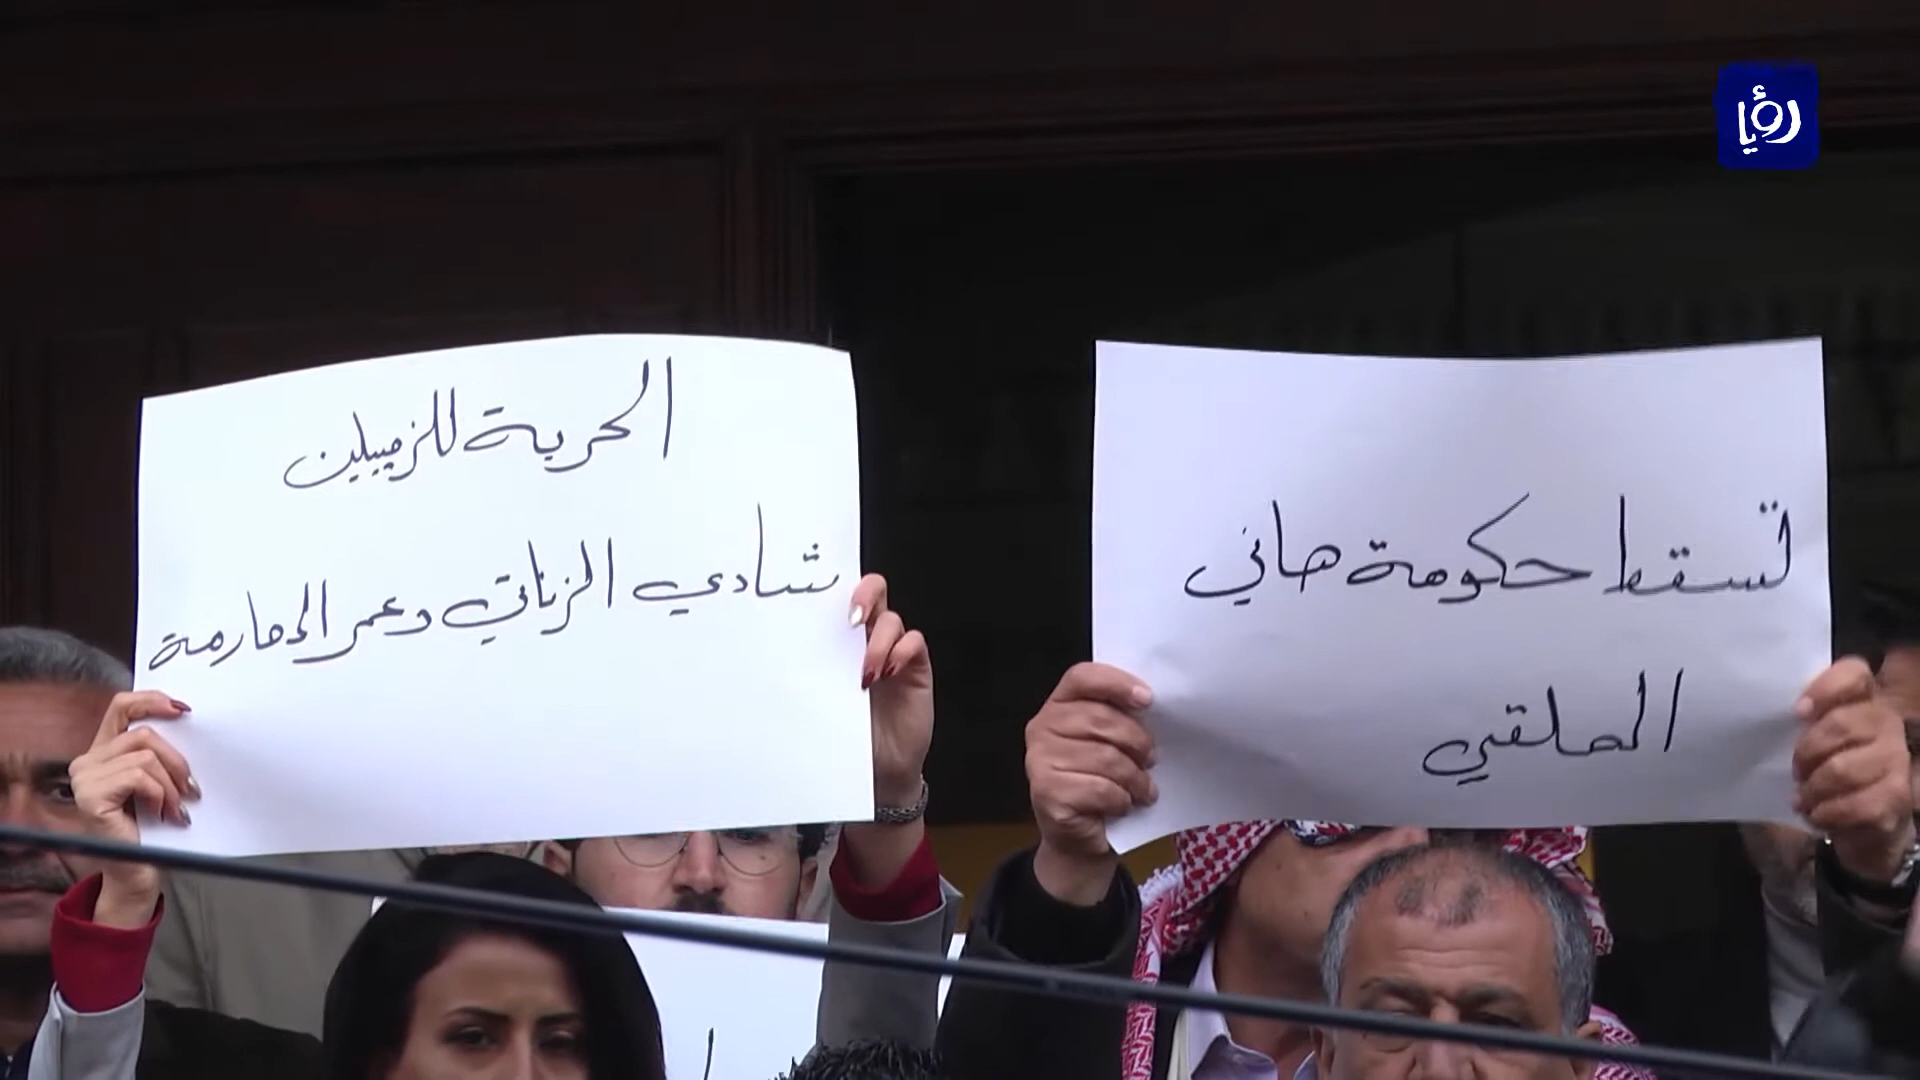 رؤيا
لتسقط حكومة هاني
الملقي
الحرية للزميلين
شادي الزناتي وعمر المحارمة